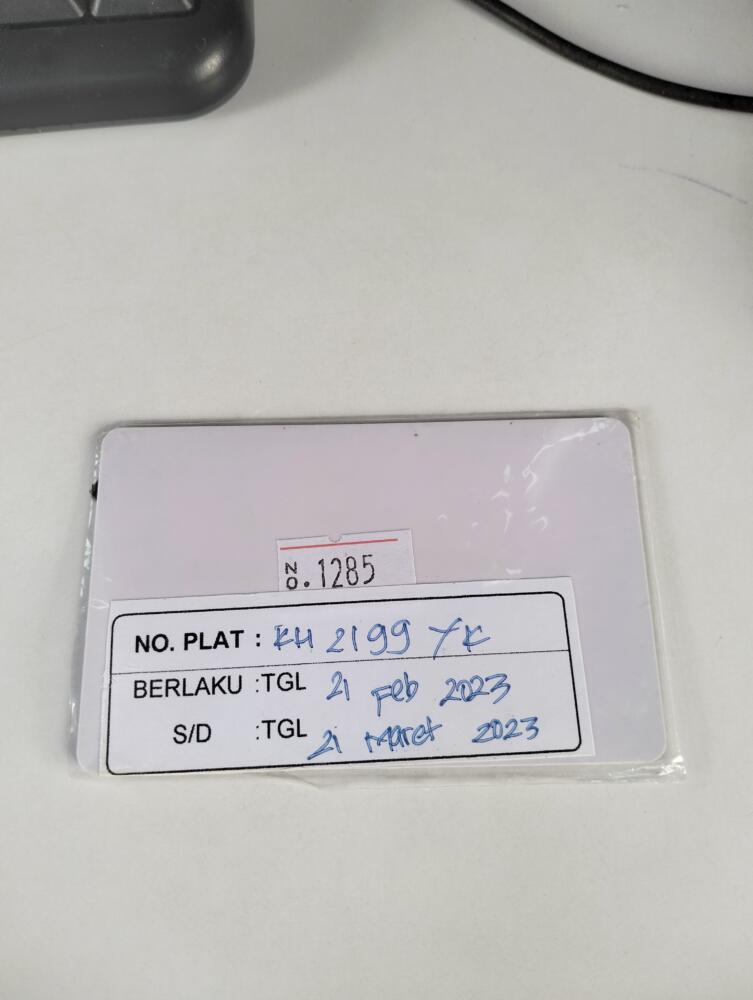 NO. 1285
NO. PLAT : KH 2199 YK
BERLAKU : TGL 21 Feb 2023
S/D : TGL 21 Maret 2023